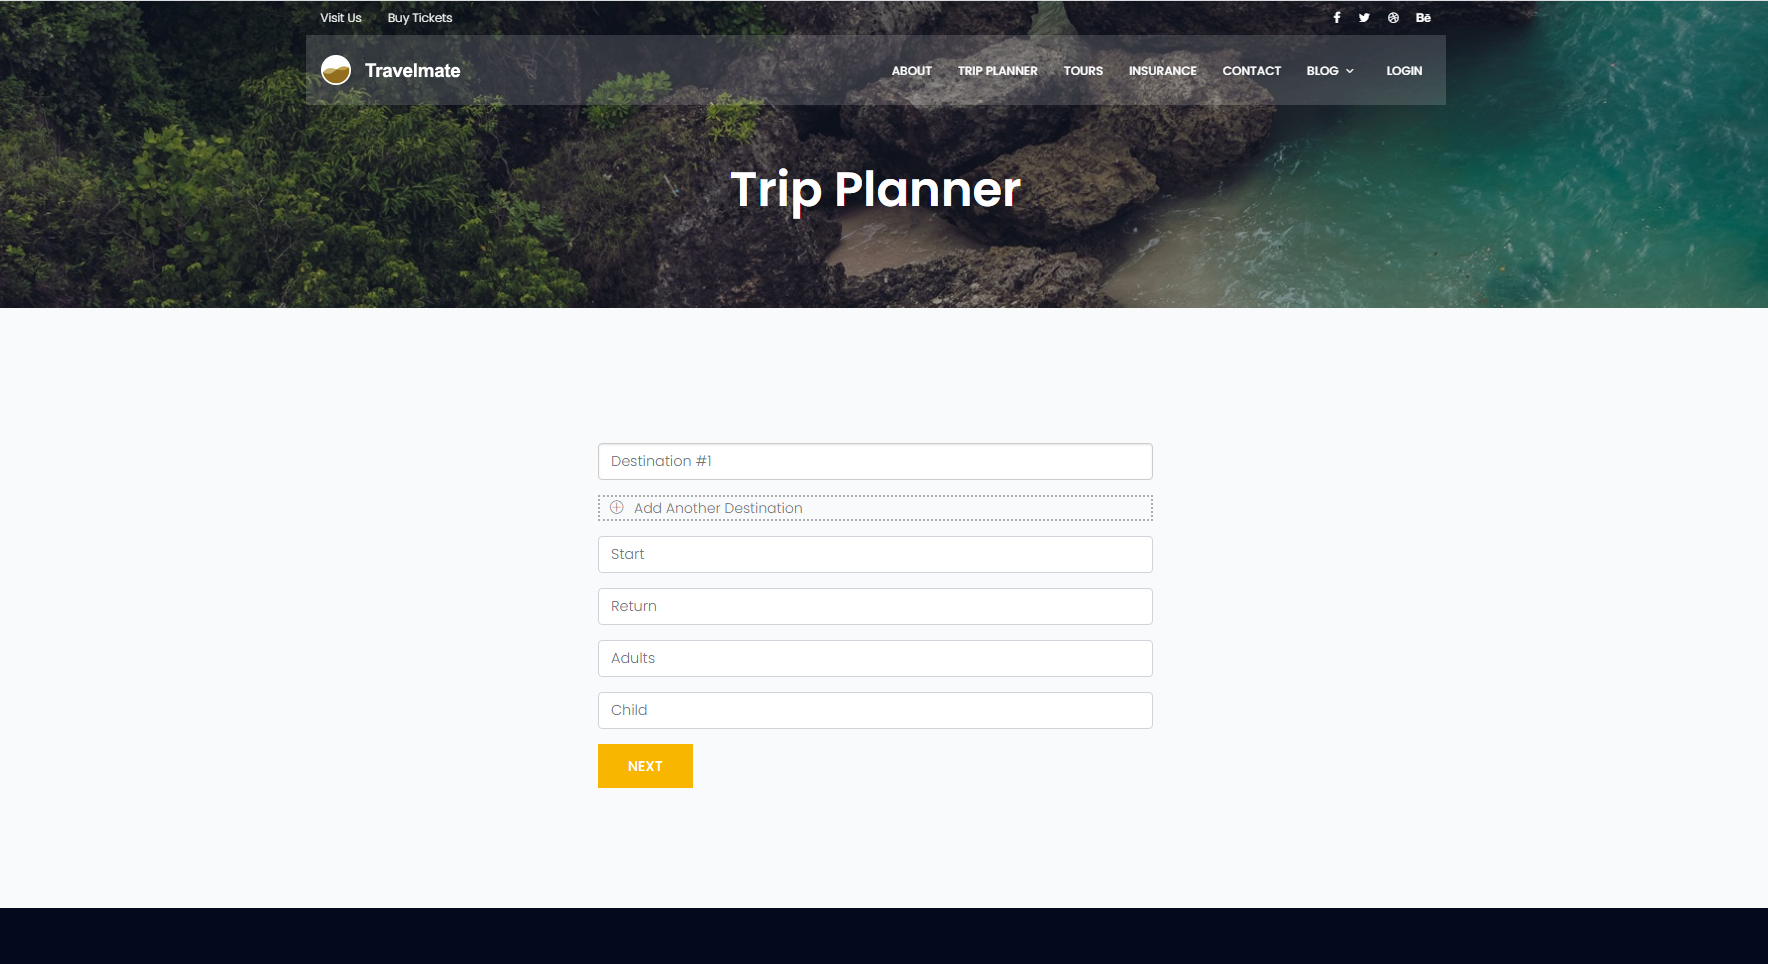 Visit Us Buy Tickets
Bē
Travelmate ABOUT TRIP PLANNER TOURS INSURANCE CONTACT BLOG LOGIN
Trip Planner
Destination #1
Add Another Destination
Start
Return
Adults
Child
NEXT